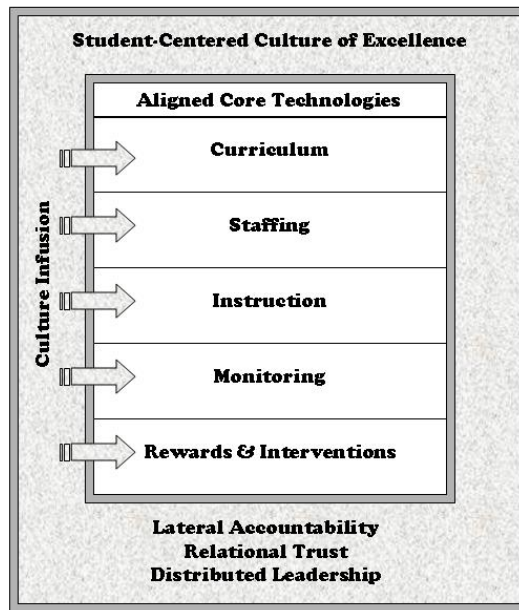 Student-Centered Culture of Excellence
Aligned Core Technologies
Culture Infusion
Curriculum
Staffing
Instruction
Monitoring
Rewards & Interventions
Lateral Accountability
Relational Trust
Distributed Leadership